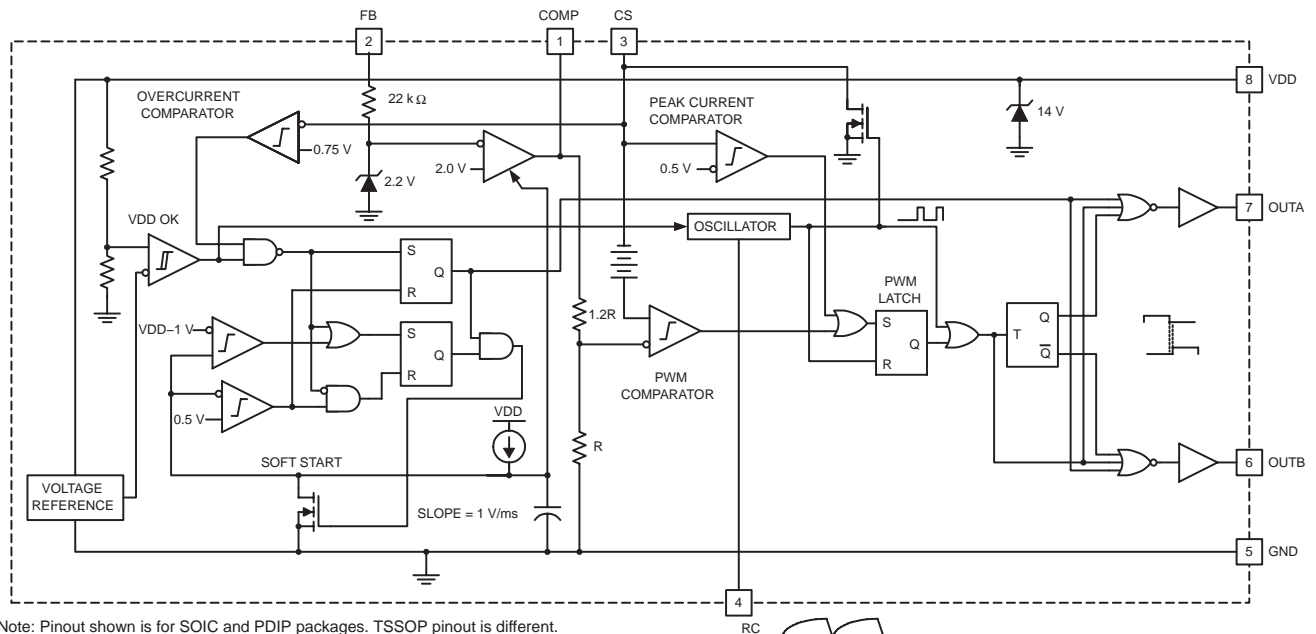 FB
COMP
CS
2
1
3
8
VDD
OVERCURRENT
COMPARATOR
22 kΩ
PEAK CURRENT
COMPARATOR
14 V
0.75 V
2.0 V
0.5 V
2.2 V
7
OUTA
VDD OK
OSCILLATOR
S
Q
R
PWM
LATCH
1.2R
S
Q
R
T
Q
Q̅
VDD–1 V
S
Q
R
PWM
COMPARATOR
0.5 V
VDD
R
SOFT START
6
OUTB
VOLTAGE
REFERENCE
SLOPE = 1 V/ms
5
GND
4
RC
Note: Pinout shown is for SOIC and PDIP packages. TSSOP pinout is different.